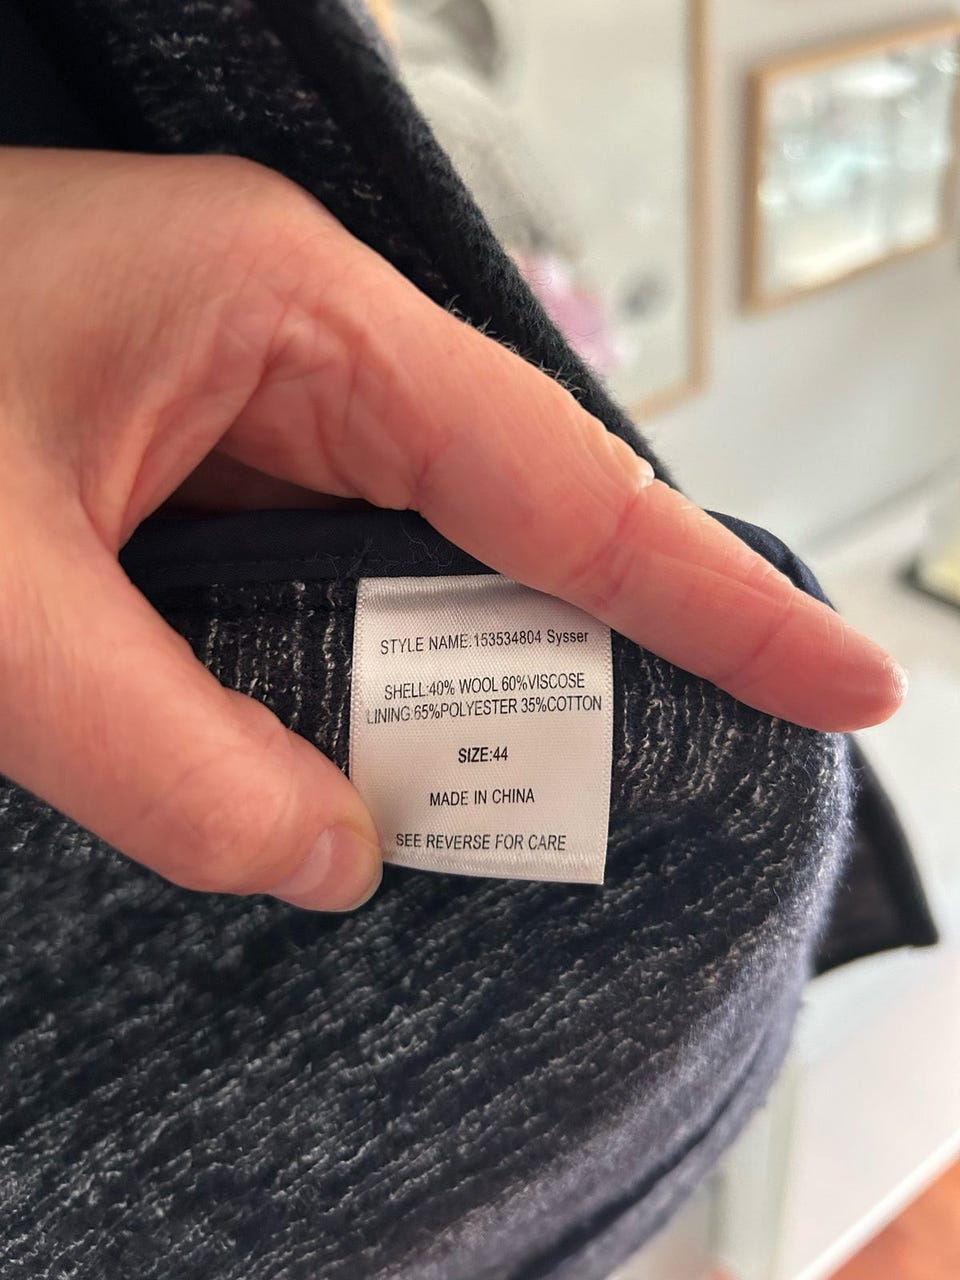 STYLE NAME:153534804 Sysser
SHELL:40% WOOL 60%VISCOSE
LINING:65%POLYESTER 35%COTTON
SIZE:44
MADE IN CHINA
SEE REVERSE FOR CARE